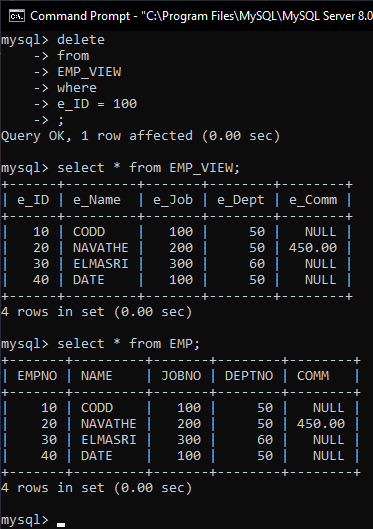 Command Prompt - "C:\Program Files\MySQL\MySQL Server 8.0
mysql> delete
    -> from
    -> EMP_VIEW
    -> where
    -> e_ID = 100
    -> ;
Query OK, 1 row affected (0.00 sec)
mysql> select * from EMP_VIEW;
+------+---------+-------+--------+--------+
| e_ID | e_Name  | e_Job | e_Dept | e_Comm |
+------+---------+-------+--------+--------+
|   10 | CODD    |   100 |     50 |   NULL |
|   20 | NAVATHE |   200 |     50 | 450.00 |
|   30 | ELMASRI |   300 |     60 |   NULL |
|   40 | DATE    |   100 |     50 |   NULL |
+------+---------+-------+--------+--------+
4 rows in set (0.00 sec)
mysql> select * from EMP;
+-------+---------+-------+--------+--------+
| EMPNO | NAME    | JOBNO | DEPTNO | COMM   |
+-------+---------+-------+--------+--------+
|    10 | CODD    |   100 |     50 |   NULL |
|    20 | NAVATHE |   200 |     50 | 450.00 |
|    30 | ELMASRI |   300 |     60 |   NULL |
|    40 | DATE    |   100 |     50 |   NULL |
+-------+---------+-------+--------+--------+
4 rows in set (0.00 sec)
mysql>